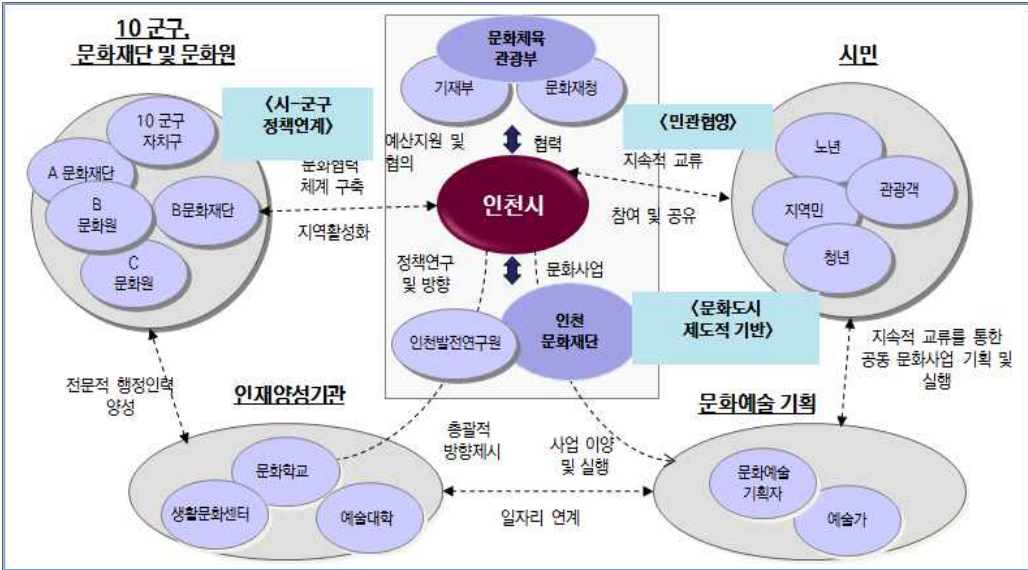 10 군구,
문화재단 및 문화원
10 군구
자치구
A 문화재단
B
문화원
B문화재단
C
문화원
<시-군구
정책연계>
문화협력
체계 구축
지역활성화
문화체육
관광부
기재부
문화재청
예산지원 및
협의
협력
인천시
정책연구
및 방향
문화사업
인천발전연구원
인천
문화재단
<민관협영>
지속적 교류
참여 및 공유
<문화도시
제도적 기반>
시민
노년
관광객
지역민
청년
지속적 교류를 통한
공동 문화사업 기획 및
실행
전문적 행정인력
양성
인재양성기관
문화학교
생활문화센터
예술대학
총괄적
방향제시
사업 이양
및 실행
일자리 연계
문화예술 기획
문화예술
기획자
예술가